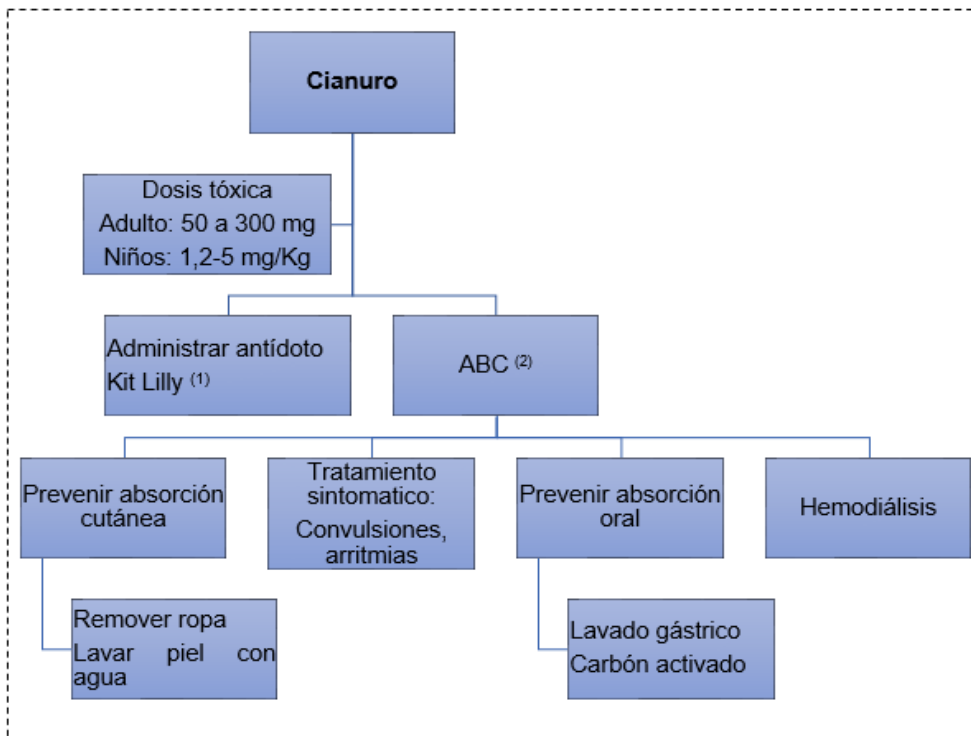 Cianuro
Dosis tóxica
Adulto: 50 a 300 mg
Niños: 1,2-5 mg/Kg
Administrar antídoto
Kit Lilly (1)
ABC (2)
Prevenir absorción
cutánea
Tratamiento
sintomatico:
Convulsiones,
arritmias
Prevenir absorción
oral
Hemodiálisis
Remover ropa
Lavar piel con
agua
Lavado gástrico
Carbón activado